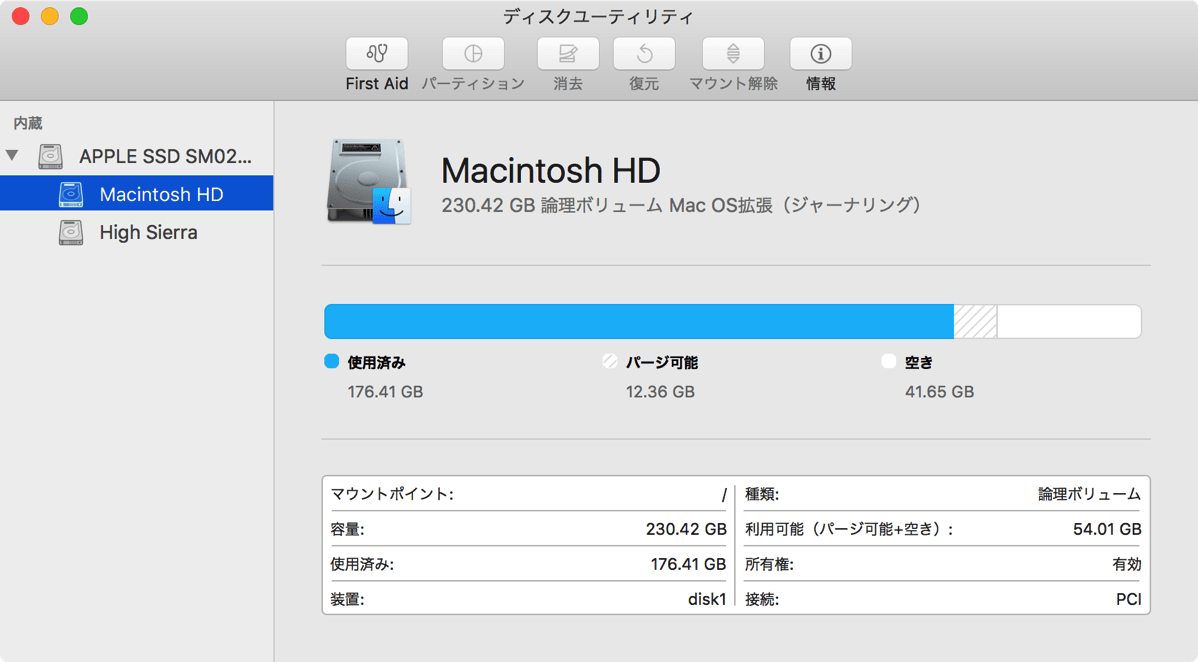 ディスクユーティリティ
First Aid パーティション 消去 復元 マウント解除 情報
内蔵
APPLE SSD SM02...
Macintosh HD
High Sierra
Macintosh HD
230.42 GB 論理ボリューム Mac OS拡張（ジャーナリング）
使用済み パージ可能 空き
176.41 GB 12.36 GB 41.65 GB
マウントポイント: / 種類: 論理ボリューム
容量: 230.42 GB 利用可能（パージ可能+空き）: 54.01 GB
使用済み: 176.41 GB 所有権: 有効
装置: disk1 接続: PCI